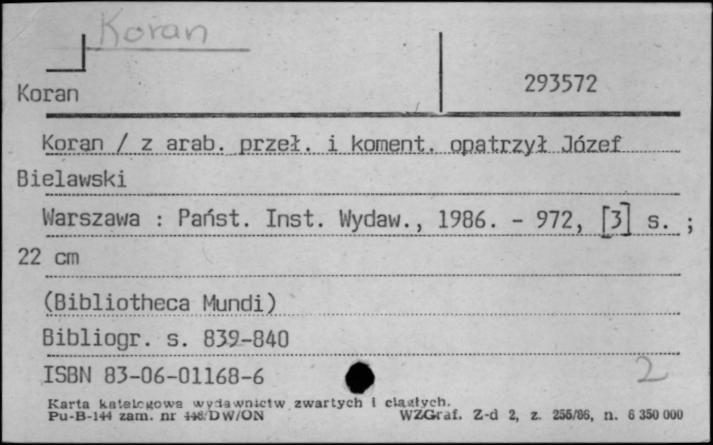 Koran
Koran 293572
Koran / z arab. przeł. i koment. opatrzył Józef
Bielawski
Warszawa : Państ. Inst. Wydaw., 1986. - 972, [3] s. ;
22 cm
(Bibliotheca Mundi)
Bibliogr. s. 839-840
ISBN 83-06-01168-6 2
Karta katalogowa wydawnictw zwartych i ciągłych.
Pu-B-144 zam. nr 448/DW/ON WZGraf. Z-d 2, z. 256/86, n. 6 350 000